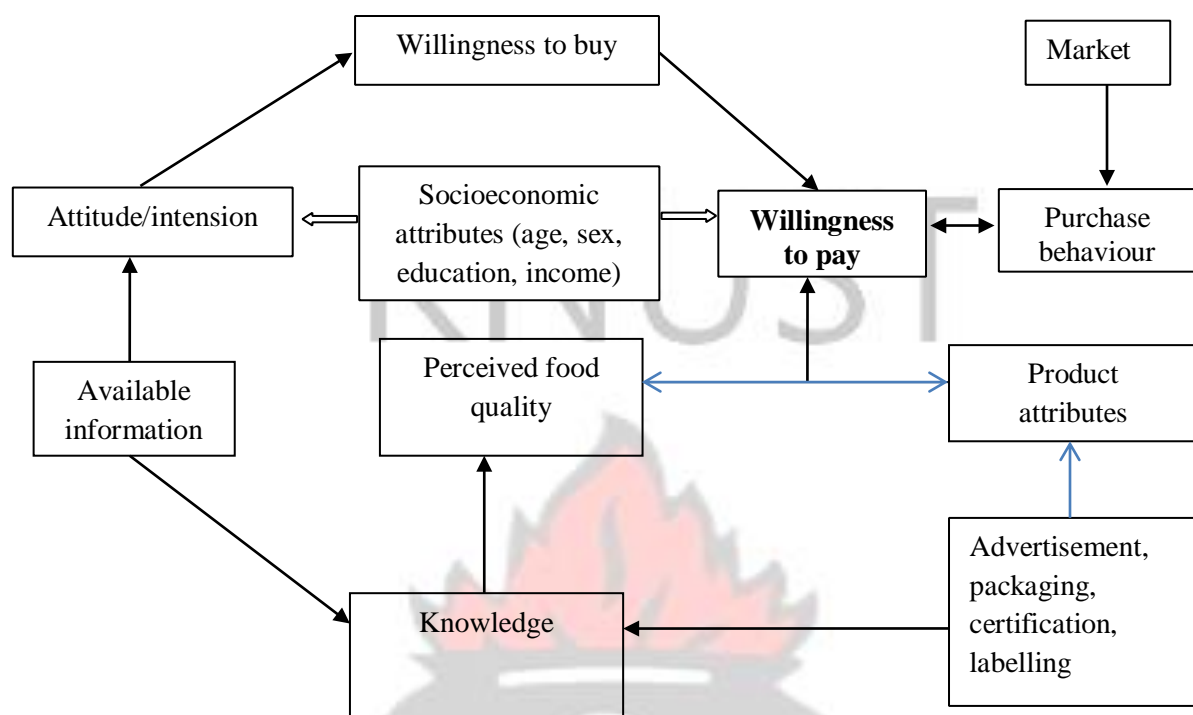 Willingness to buy
Market
Attitude/intension
Socioeconomic
attributes (age, sex,
education, income)
Willingness
to pay
Purchase
behaviour
KNUST
Available
information
Perceived food
quality
Product
attributes
Knowledge
Advertisement,
packaging,
certification,
labelling